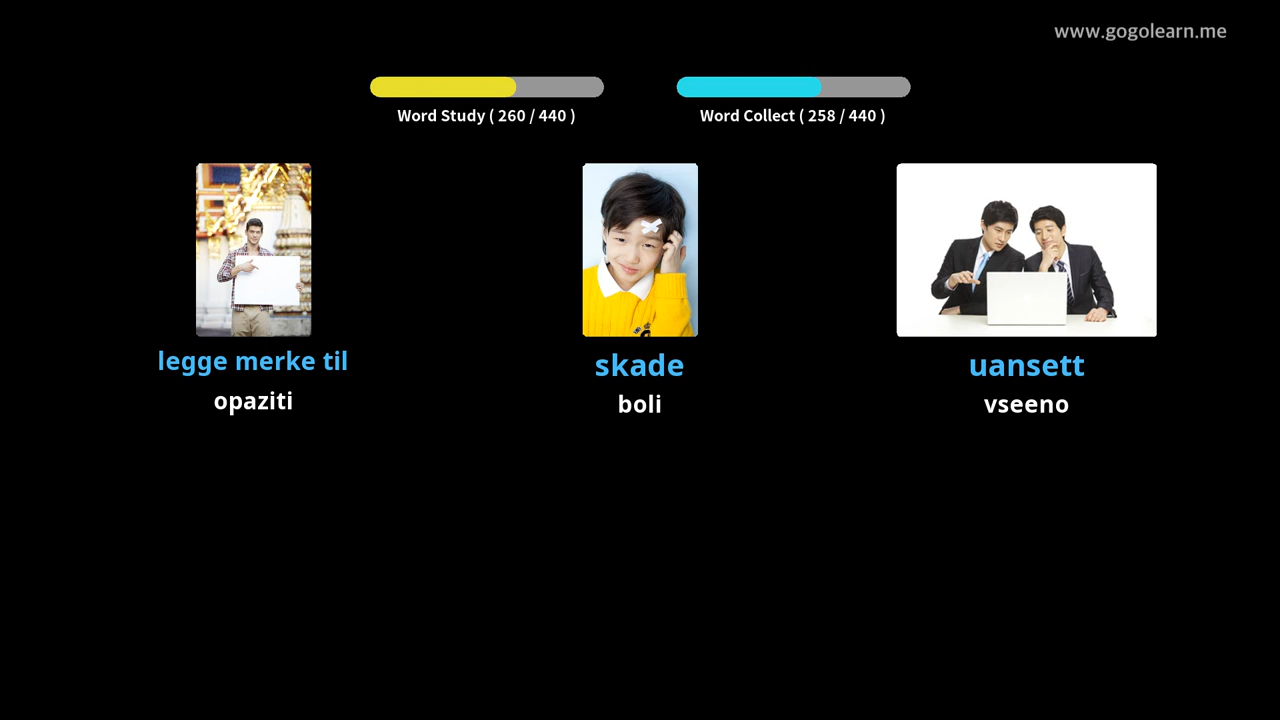 www.gogolearn.me
Word Study ( 260 / 440 )
Word Collect ( 258 / 440 )
legge merke til
opaziti
skade
boli
uansett
vseeno